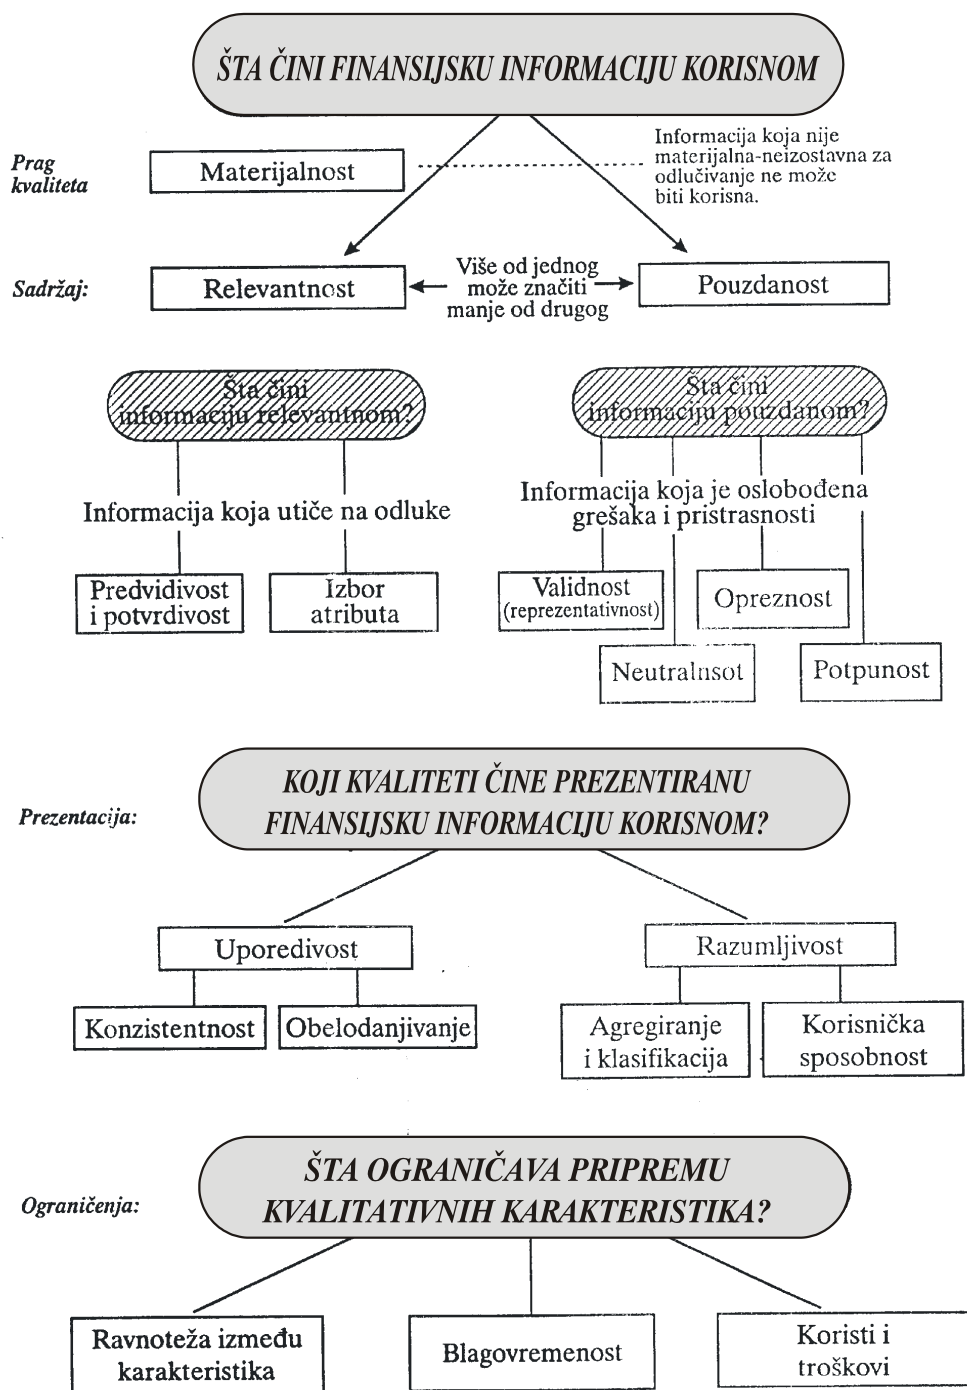 ŠTA ČINI FINANSIJSKU INFORMACIJU KORISNOM
Prag
kvaliteta
Materijalnost
Informacija koja nije
materijalna-neizostavna za
odlučivanje ne može
biti korisna.
Sadržaj:
Relevantnost
Više od jednog
može značiti
manje od drugog
Pouzdanost
Šta čini
informaciju relevantnom?
Šta čini
informaciju pouzdanom?
Informacija koja utiče na odluke
Informacija koja je oslobođena
grešaka i pristrasnosti
Predvidivost
i potvrdivost
Izbor
atributa
Validnost
(reprezentativnost)
Opreznost
Neutralnsot
Potpunost
Prezentacija:
KOJI KVALITETI ČINE PREZENTIRANU
FINANSIJSKU INFORMACIJU KORISNOM?
Uporedivost
Razumljivost
Konzistentnost
Obelodanjivanje
Agregiranje
i klasifikacija
Korisnička
sposobnost
Ograničenja:
ŠTA OGRANIČAVA PRIPREMU
KVALITATIVNIH KARAKTERISTIKA?
Ravnoteža između
karakteristika
Blagovremenost
Koristi i
troškovi